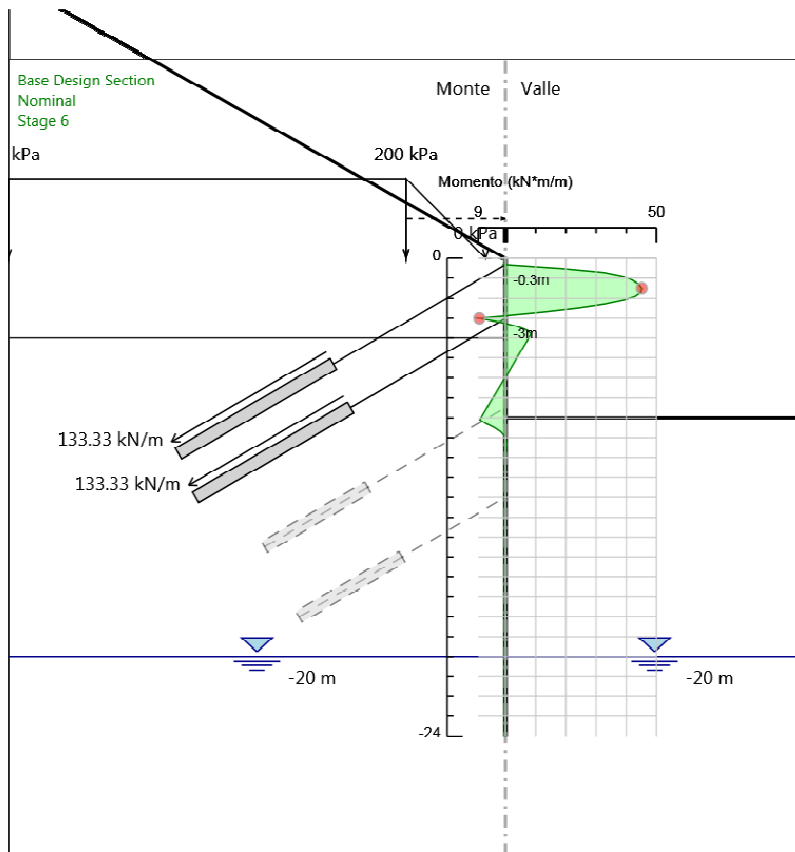 Base Design Section
Nominal
Stage 6
Monte
Valle
kPa
200 kPa
Momento (kN*m/m)
9
50
0 kPa
0
-0.3m
-3m
133.33 kN/m
133.33 kN/m
-20 m
-20 m
-24